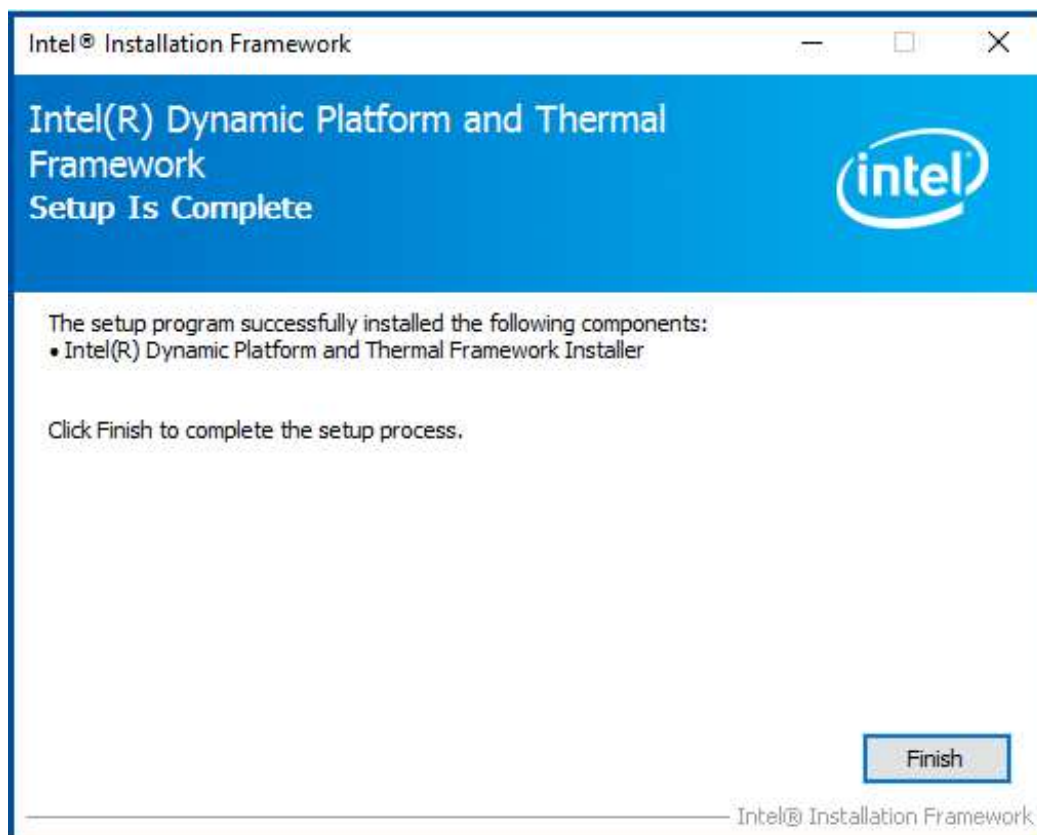 Intel® Installation Framework
Intel(R) Dynamic Platform and Thermal
Framework
Setup Is Complete
intel
The setup program successfully installed the following components:
• Intel(R) Dynamic Platform and Thermal Framework Installer
Click Finish to complete the setup process.
Finish
Intel® Installation Framework